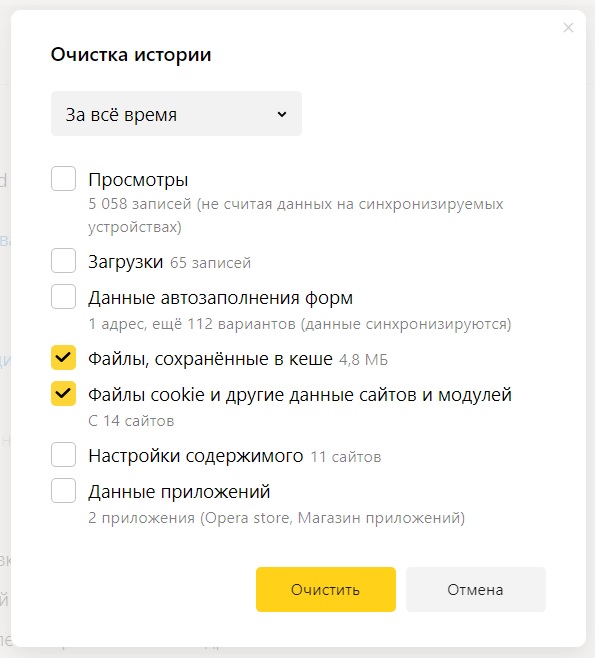 Очистка истории
За всё время
Просмотры
5 058 записей (не считая данных на синхронизируемых
устройствах)
Загрузки 65 записей
Данные автозаполнения форм
1 адрес, ещё 112 вариантов (данные синхронизируются)
Файлы, сохранённые в кеше 4,8 МБ
Файлы cookie и другие данные сайтов и модулей
С 14 сайтов
Настройки содержимого 11 сайтов
Данные приложений
2 приложения (Opera store, Магазин приложений)
Очистить Отмена